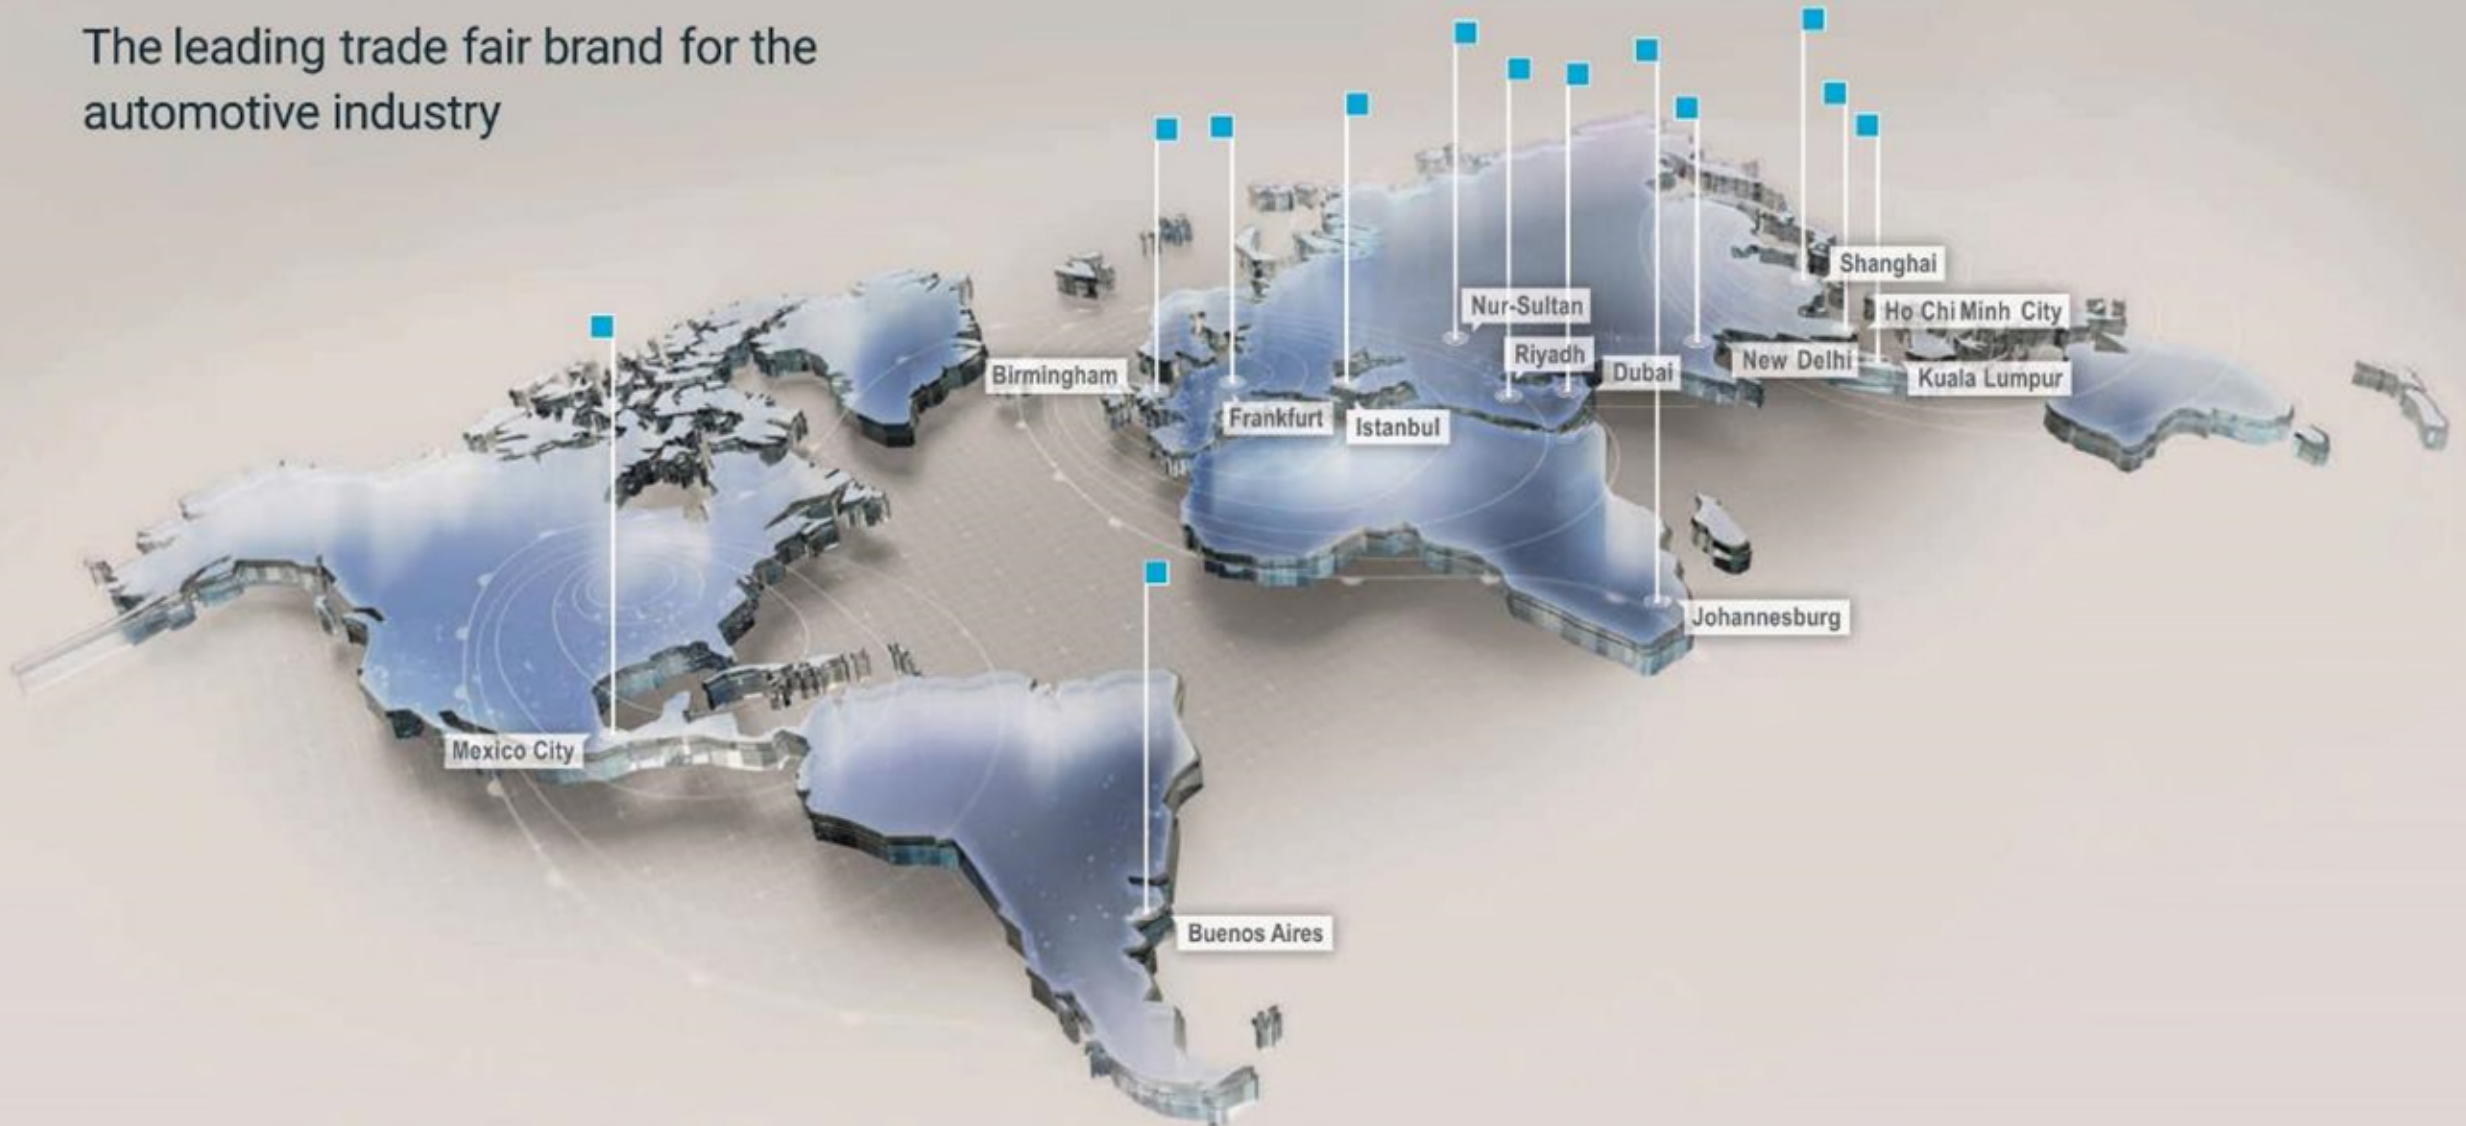 The leading trade fair brand for the
automotive industry
Shanghai
Nur-Sultan
Ho Chi Minh City
Riyadh
New Delhi
Dubai
Birmingham
Kuala Lumpur
Frankfurt
Istanbul
Johannesburg
Mexico City
Buenos Aires